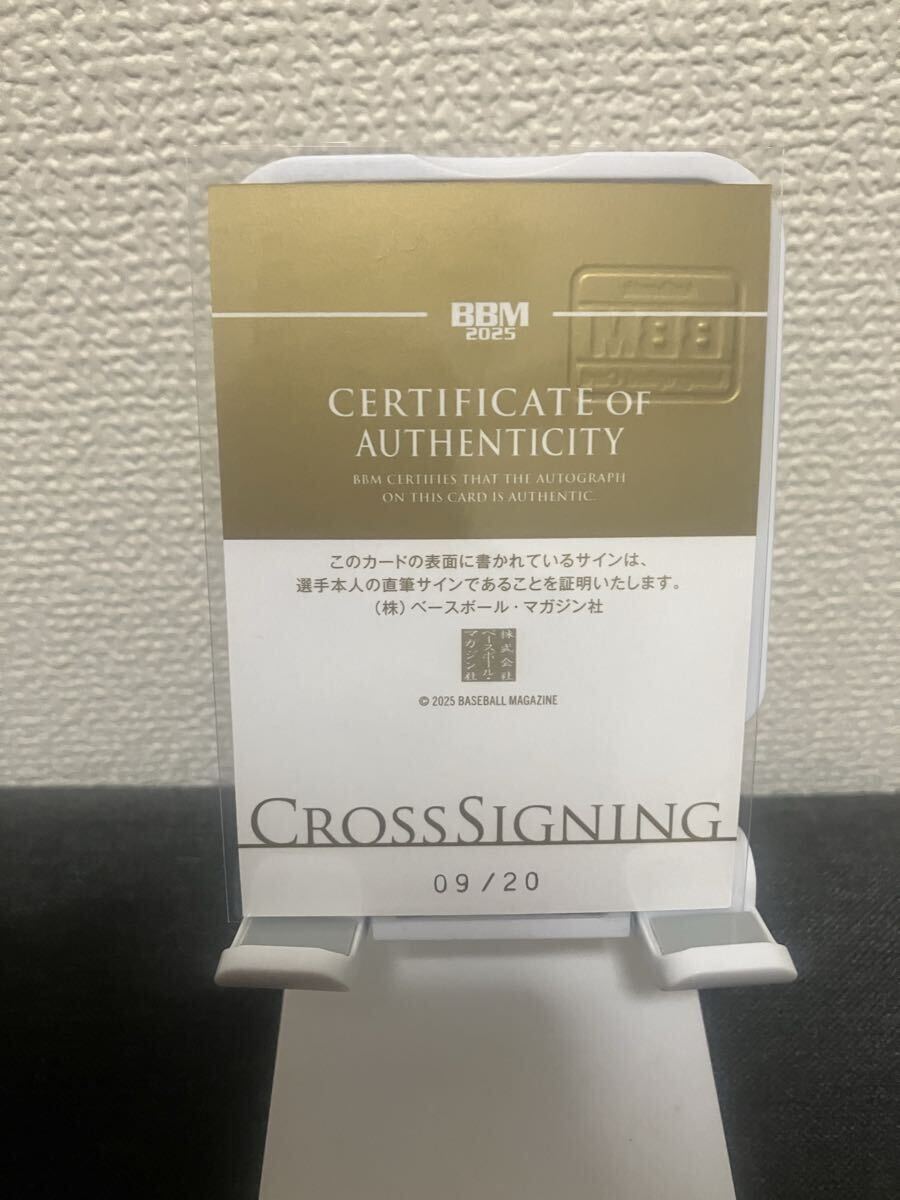 BBM
2025
CERTIFICATE OF
AUTHENTICITY
BBM CERTIFIES THAT THE AUTOGRAPH
ON THIS CARD IS AUTHENTIC.
このカードの表面に書かれているサインは、
選手本人の直筆サインであることを証明いたします。
（株）ベースボール・マガジン社
株式会社
ベースボール・
マガジン社
© 2025 BASEBALL MAGAZINE
CROSSSIGNING
09/20